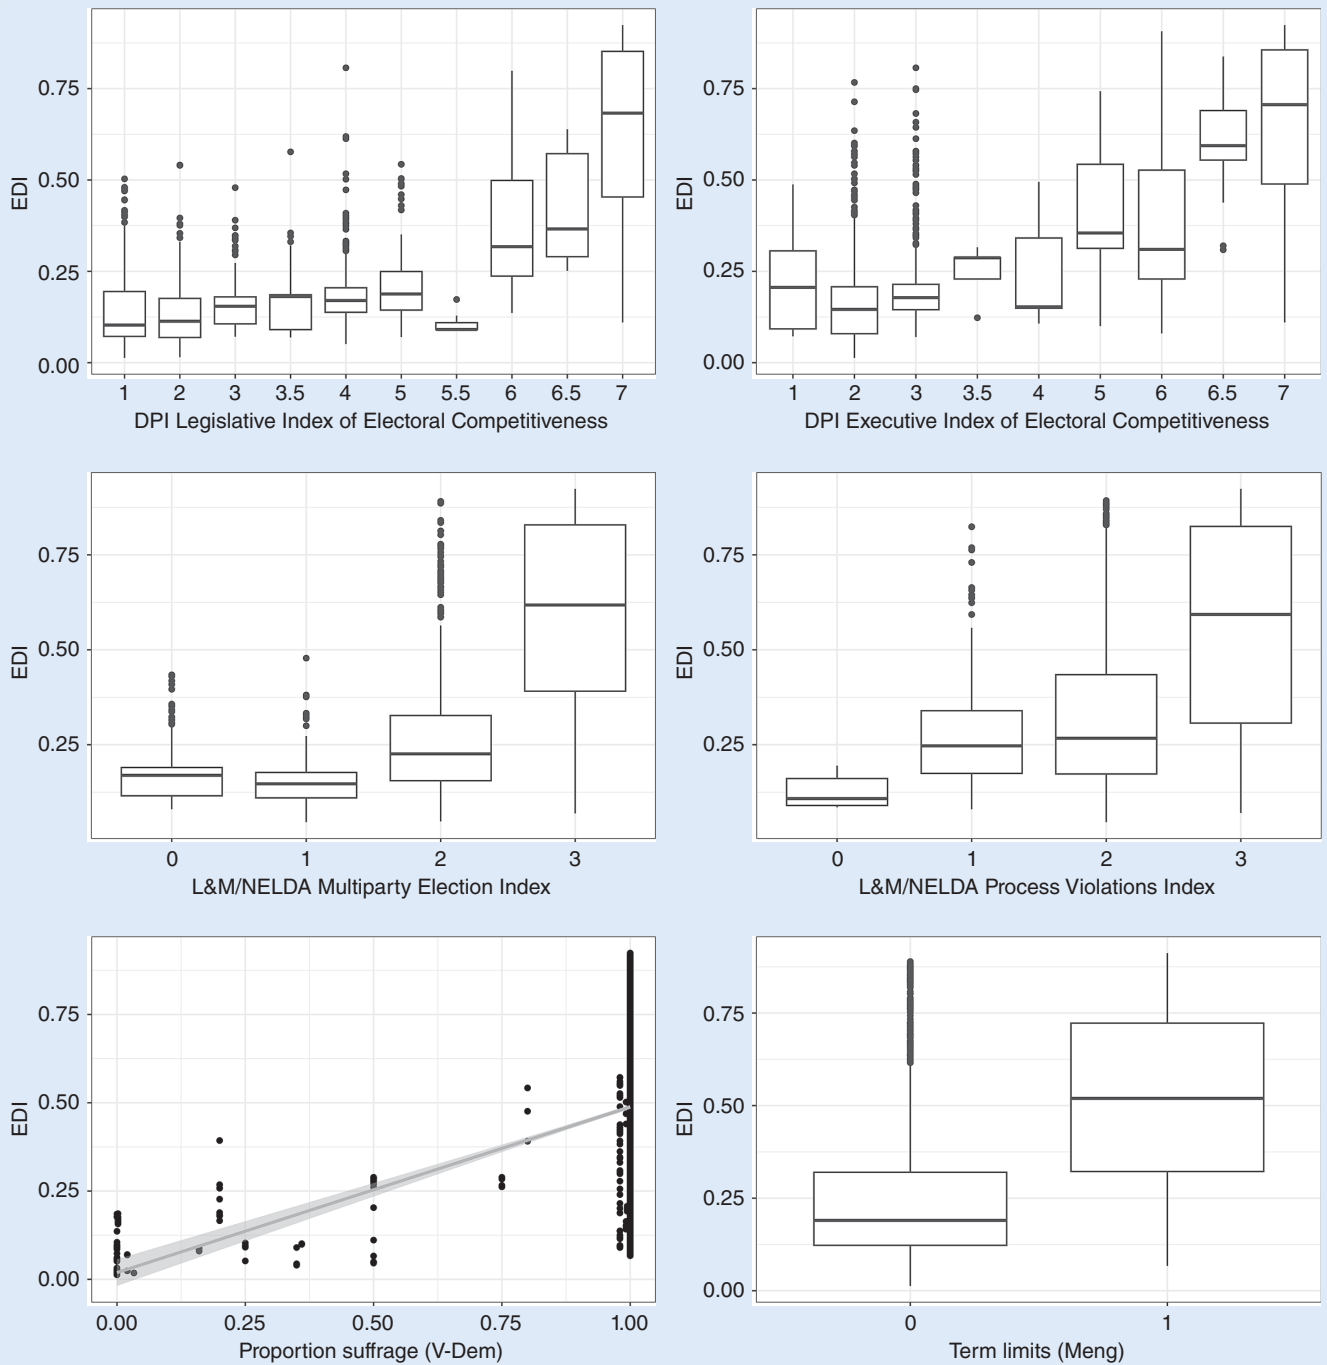 EDI
0.75
0.50
0.25
0.00
1 2 3 3.5 4 5 5.5 6 6.5 7
DPI Legislative Index of Electoral Competitiveness
EDI
0.75
0.50
0.25
0.00
1 2 3 3.5 4 5 6 6.5 7
DPI Executive Index of Electoral Competitiveness
EDI
0.75
0.50
0.25
0 1 2 3
L&M/NELDA Multiparty Election Index
EDI
0.75
0.50
0.25
0 1 2 3
L&M/NELDA Process Violations Index
EDI
0.75
0.50
0.25
0.00
0.00 0.25 0.50 0.75 1.00
Proportion suffrage (V-Dem)
EDI
0.75
0.50
0.25
0.00
0 1
Term limits (Meng)